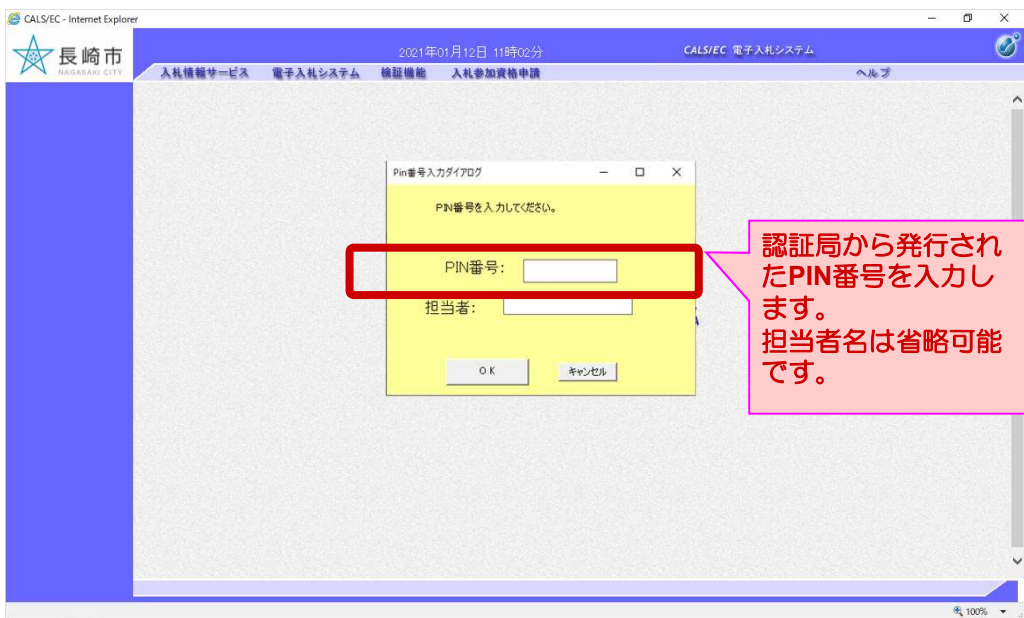 CALS/EC - Internet Explorer
長崎市
NAGASAKI CITY
2021年01月12日 11時02分
CALS/EC 電子入札システム
入札情報サービス 電子入札システム 検証機能 入札参加資格申請 ヘルプ
Pin番号入力ダイアログ
PIN番号を入力してください。
PIN番号:
担当者:
OK キャンセル
認証局から発行され
たPIN番号を入力し
ます。
担当者名は省略可能
です。
100%